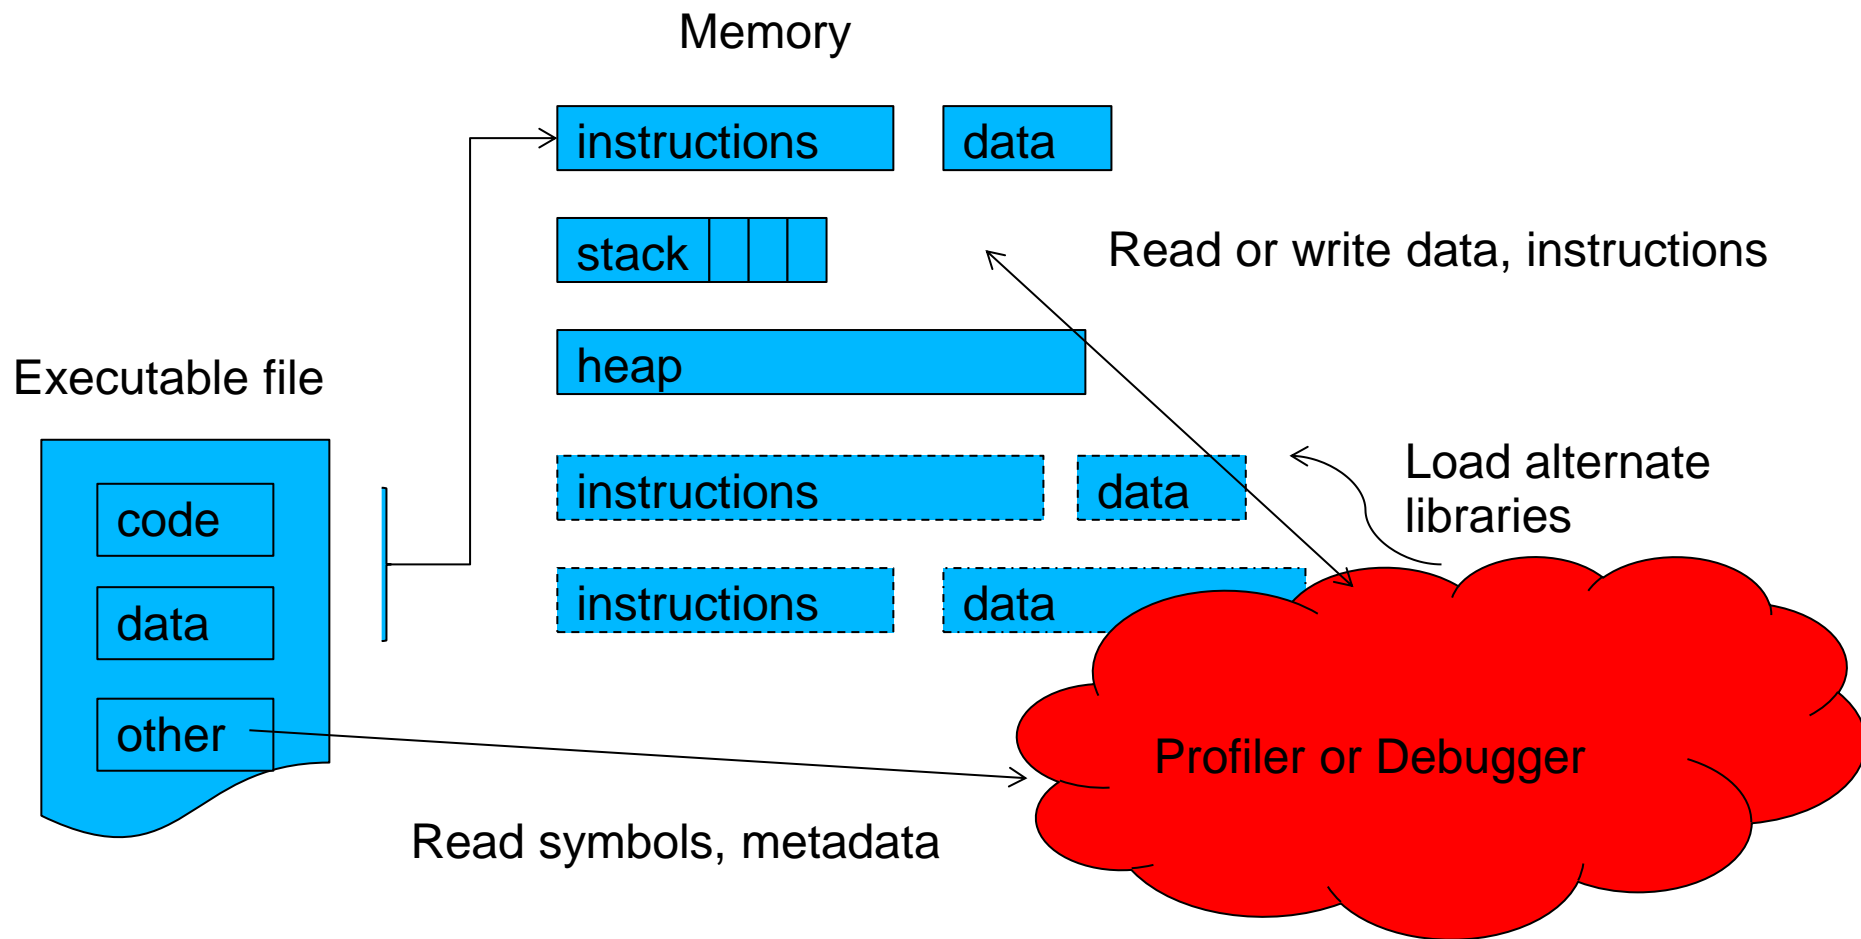 Memory
instructions
data
stack
Read or write data, instructions
heap
Executable file
Load alternate
libraries
instructions
data
code
instructions
data
data
other
Profiler or Debugger
Read symbols, metadata